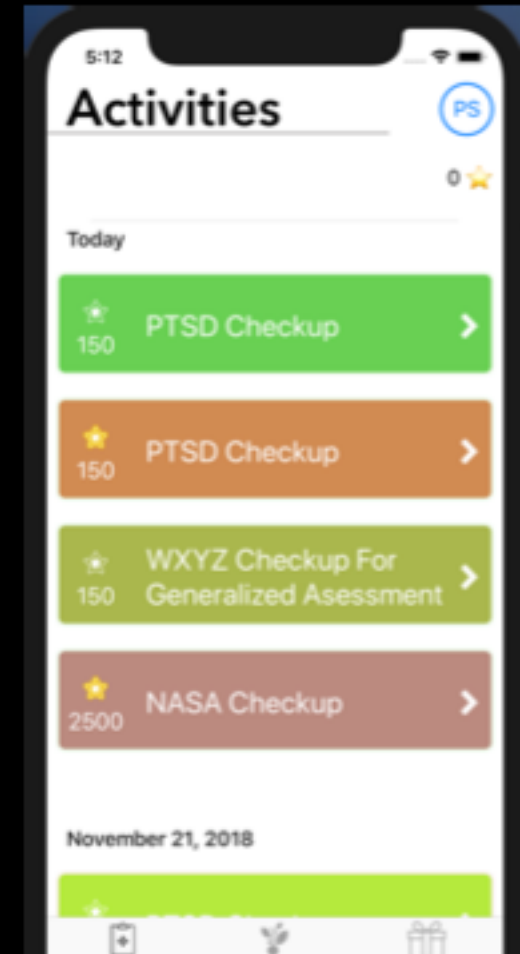 5:12
Activities
PS
0
Today
150
PTSD Checkup
150
PTSD Checkup
150
WXYZ Checkup For
Generalized Asessment
2500
NASA Checkup
November 21, 2018